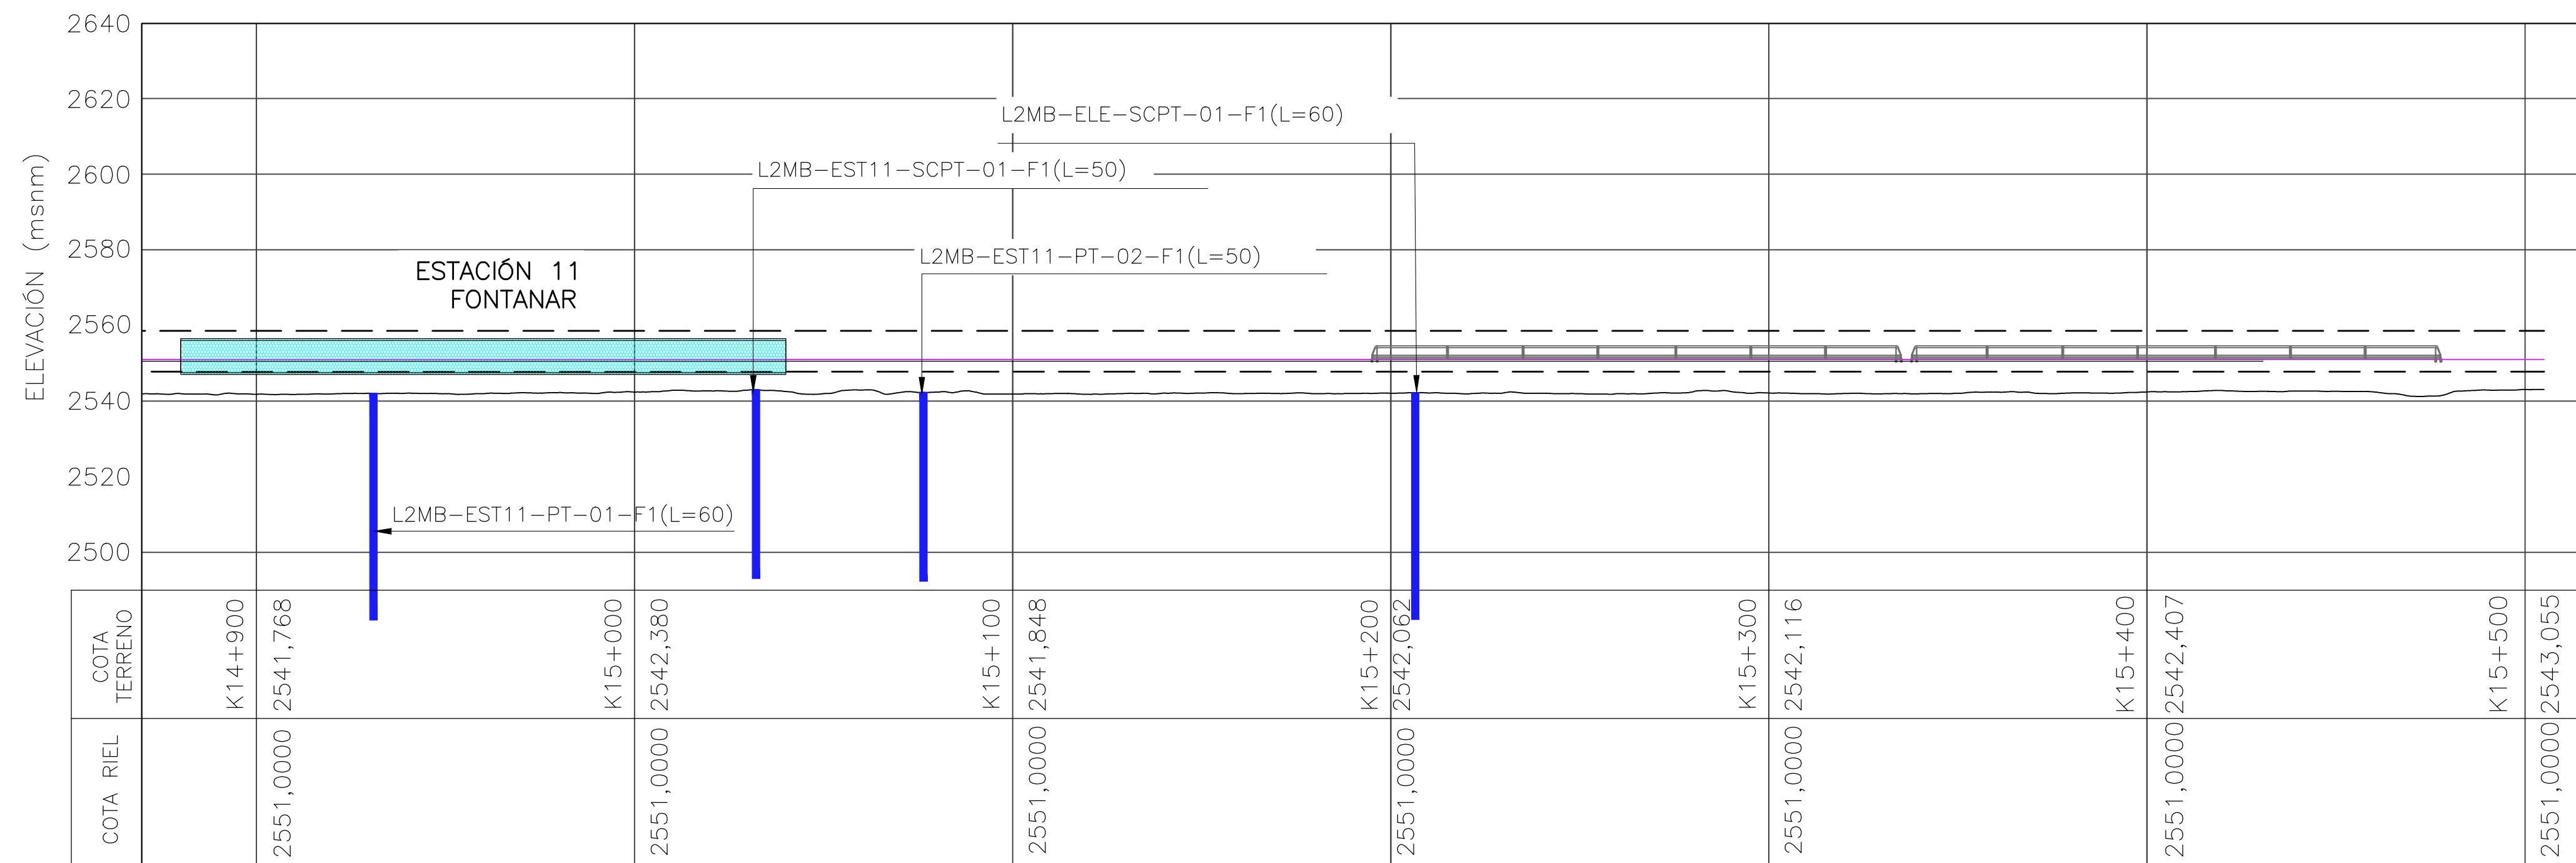 2640
2620
2600
2580
2560
2540
2520
2500
ELEVACIÓN (msnm)
L2MB-ELE-SCPT-01-F1(L=60)
L2MB-EST11-SCPT-01-F1(L=50)
L2MB-EST11-PT-02-F1(L=50)
ESTACIÓN 11
FONTANAR
L2MB-EST11-PT-01-F1(L=60)
COTA
TERRENO
K14+900
2541,768
K15+000
2542,380
K15+100
2541,848
K15+200
2542,062
K15+300
2542,116
K15+400
2542,407
K15+500
2543,055
COTA RIEL
2551,0000
2551,0000
2551,0000
2551,0000
2551,0000
2551,0000
2551,0000